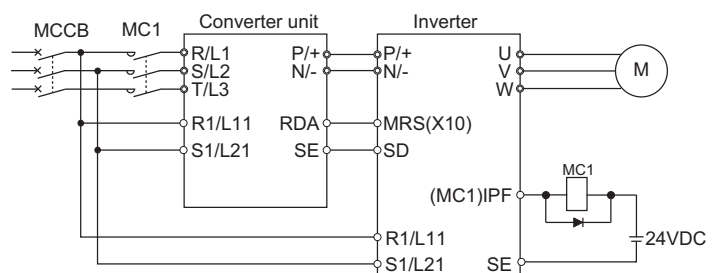 MCCB MC1 Converter unit Inverter
R/L1 P/+ P/+ U
S/L2 N/- N/- V M
T/L3 W
R1/L11 RDA MRS(X10)
S1/L21 SE SD
MC1
(MC1)IPF
R1/L11 24VDC
S1/L21 SE